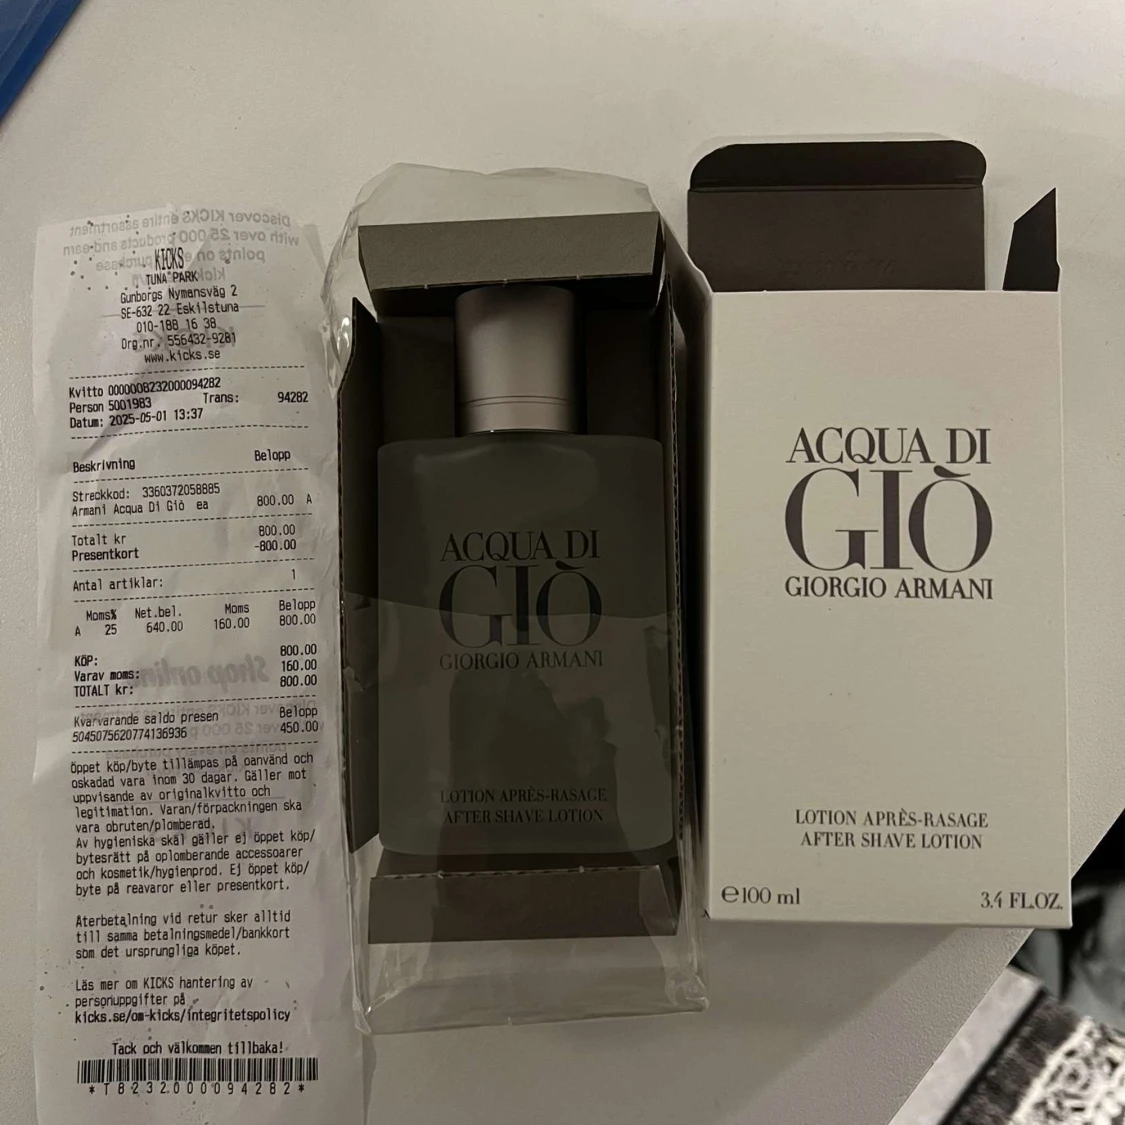 KICKS
TUNA PARK
Gunborgs Nymansväg 2
SE-632 22 Eskilstuna
010-188 16 38
Org.nr. 556432-9281
www.kicks.se
Kvitto 0000008232000094282
Person 5001983 Trans: 94282
Datum: 2025-05-01 13:37
Beskrivning Belopp
Streckkod: 3360372058885
Armani Acqua Di Giò ea 800.00 A
Totalt kr 800.00
Presentkort -800.00
Antal artiklar: 1
Moms% Net.bel. Moms Belopp
A 25 640.00 160.00 800.00
KÖP: 800.00
Varav moms: 160.00
TOTALT kr: 800.00
Kvarvarande saldo presen Belopp
5045075620774136936 450.00
Öppet köp/byte tillämpas på oanvänd och
oskadad vara inom 30 dagar. Gäller mot
uppvisande av originalkvitto och
legitimation. Varan/förpackningen ska
vara obruten/plomberad.
Av hygieniska skäl gäller ej öppet köp/
bytesrätt på oplomberande accessoarer
och kosmetik/hygienprod. Ej öppet köp/
byte på reavaror eller presentkort.
Återbetalning vid retur sker alltid
till samma betalningsmedel/bankkort
som det ursprungliga köpet.
Läs mer om KICKS hantering av
personuppgifter på
kicks.se/om-kicks/integritetspolicy
Tack och välkommen tillbaka!
*T8232000094282*
ACQUA DI
GIÒ
GIORGIO ARMANI
LOTION APRÈS-RASAGE
AFTER SHAVE LOTION
ACQUA DI
GIÒ
GIORGIO ARMANI
LOTION APRÈS-RASAGE
AFTER SHAVE LOTION
℮100 ml 3.4 FL.OZ.